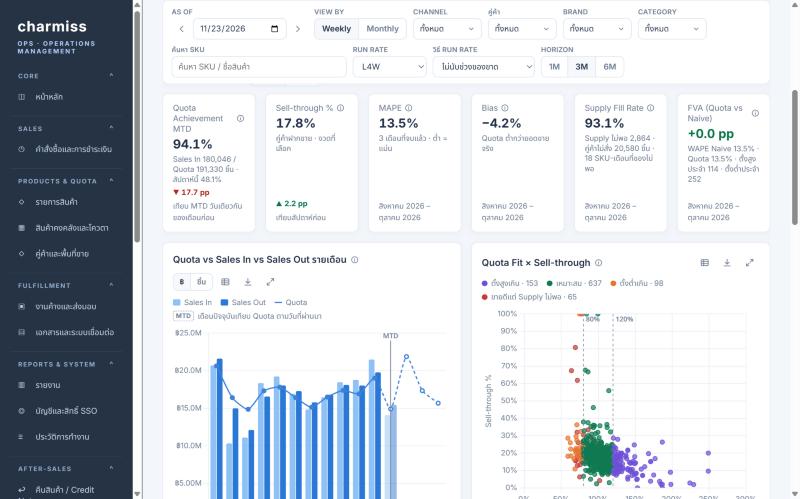 charmiss
OPS · OPERATIONS
MANAGEMENT
CORE
หน้าหลัก
SALES
คำสั่งซื้อและการชำระเงิน
PRODUCTS & QUOTA
รายการสินค้า
สินค้าคงคลังและโควตา
คู่ค้าและพื้นที่ขาย
FULFILLMENT
งานค้างและส่งมอบ
เอกสารและระบบเชื่อมต่อ
REPORTS & SYSTEM
รายงาน
บัญชีและสิทธิ์ SSO
ประวัติการทำงาน
AFTER-SALES
คืนสินค้า / Credit
AS OF
11/23/2026
VIEW BY
Weekly Monthly
CHANNEL
ทั้งหมด
คู่ค้า
ทั้งหมด
BRAND
ทั้งหมด
CATEGORY
ทั้งหมด
ค้นหา SKU
ค้นหา SKU / ชื่อสินค้า
RUN RATE
L4W
วิธี RUN RATE
ไม่นับช่วงของขาด
HORIZON
1M 3M 6M
Quota
Achievement
MTD
94.1%
Sales In 180,046 /
Quota 191,330 ชิ้น ·
สัปดาห์นี้ 48.1%
▼ 17.7 pp
เทียบ MTD วันเดียวกัน
ของเดือนก่อน
Sell-through %
17.8%
คู่ค้าฝากขาย · งวดที่
เลือก
▲ 2.2 pp
เทียบสัปดาห์ก่อน
MAPE
13.5%
3 เดือนที่จบแล้ว · ต่ำ =
แม่น
สิงหาคม 2026 –
ตุลาคม 2026
Bias
−4.2%
Quota ต่ำกว่ายอดขาย
จริง
สิงหาคม 2026 –
ตุลาคม 2026
Supply Fill Rate
93.1%
Supply ไม่พอ 2,864 ·
คู่ค้าไม่สั่ง 20,580 ชิ้น ·
18 SKU-เดือนที่ของไม่
พอ
สิงหาคม 2026 –
ตุลาคม 2026
FVA (Quota vs
Naive)
+0.0 pp
WAPE Naive 13.5% ·
Quota 13.5% · ตั้งสูง
ประจำ 114 · ตั้งต่ำประจำ
252
สิงหาคม 2026 –
ตุลาคม 2026
Quota vs Sales In vs Sales Out รายเดือน
฿ ชิ้น
Sales In Sales Out Quota
MTD เดือนปัจจุบันเทียบ Quota ตามวันที่ผ่านมา
฿25.0M
฿20.0M
฿15.0M
฿10.0M
฿5.00M
MTD
Quota Fit × Sell-through
ตั้งสูงเกิน · 153 เหมาะสม · 637 ตั้งต่ำเกิน · 98
ขายดีแต่ Supply ไม่พอ · 65
Sell-through %
100%
90%
80%
70%
60%
50%
40%
30%
20%
10%
0%
80% 120%
0% 50% 100% 150% 200% 250% 300%